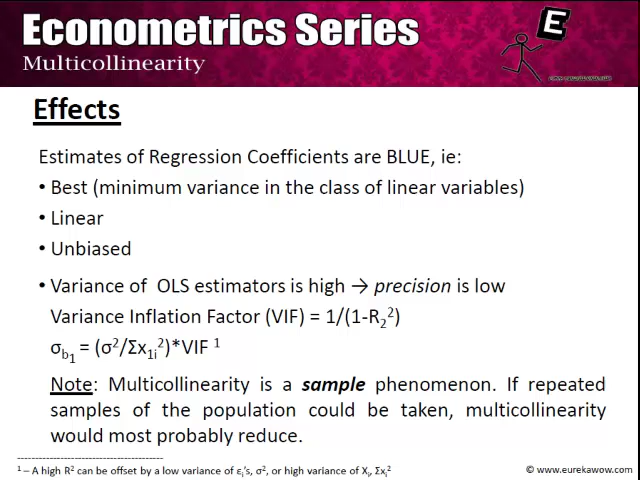 Econometrics Series
Multicollinearity
E
Effects
Estimates of Regression Coefficients are BLUE, ie:
• Best (minimum variance in the class of linear variables)
• Linear
• Unbiased
• Variance of OLS estimators is high → precision is low
Variance Inflation Factor (VIF) = 1/(1-R₂²)
σb₁ = (σ²/Σx₁ᵢ²)*VIF ¹
Note: Multicollinearity is a sample phenomenon. If repeated
samples of the population could be taken, multicollinearity
would most probably reduce.
¹ – A high R² can be offset by a low variance of εᵢ's, σ², or high variance of Xᵢ, Σxᵢ²
© www.eurekawow.com